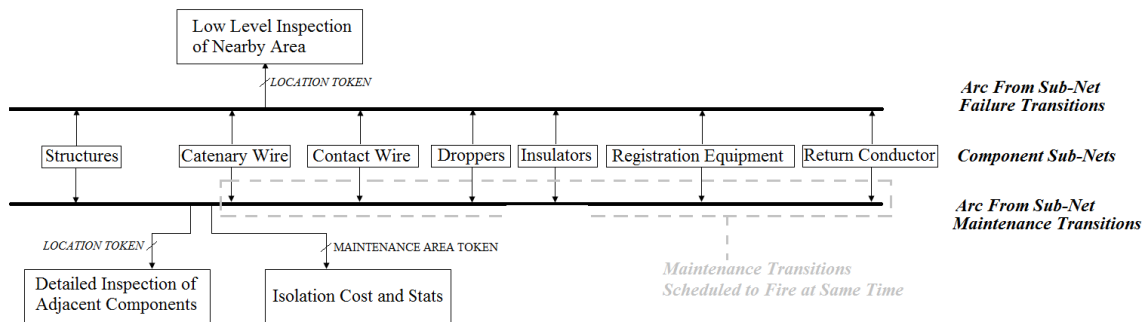 Low Level Inspection
of Nearby Area
LOCATION TOKEN
Arc From Sub-Net
Failure Transitions
Structures
Catenary Wire
Contact Wire
Droppers
Insulators
Registration Equipment
Return Conductor
Component Sub-Nets
Arc From Sub-Net
Maintenance Transitions
LOCATION TOKEN
MAINTENANCE AREA TOKEN
Detailed Inspection of
Adjacent Components
Isolation Cost and Stats
Maintenance Transitions
Scheduled to Fire at Same Time